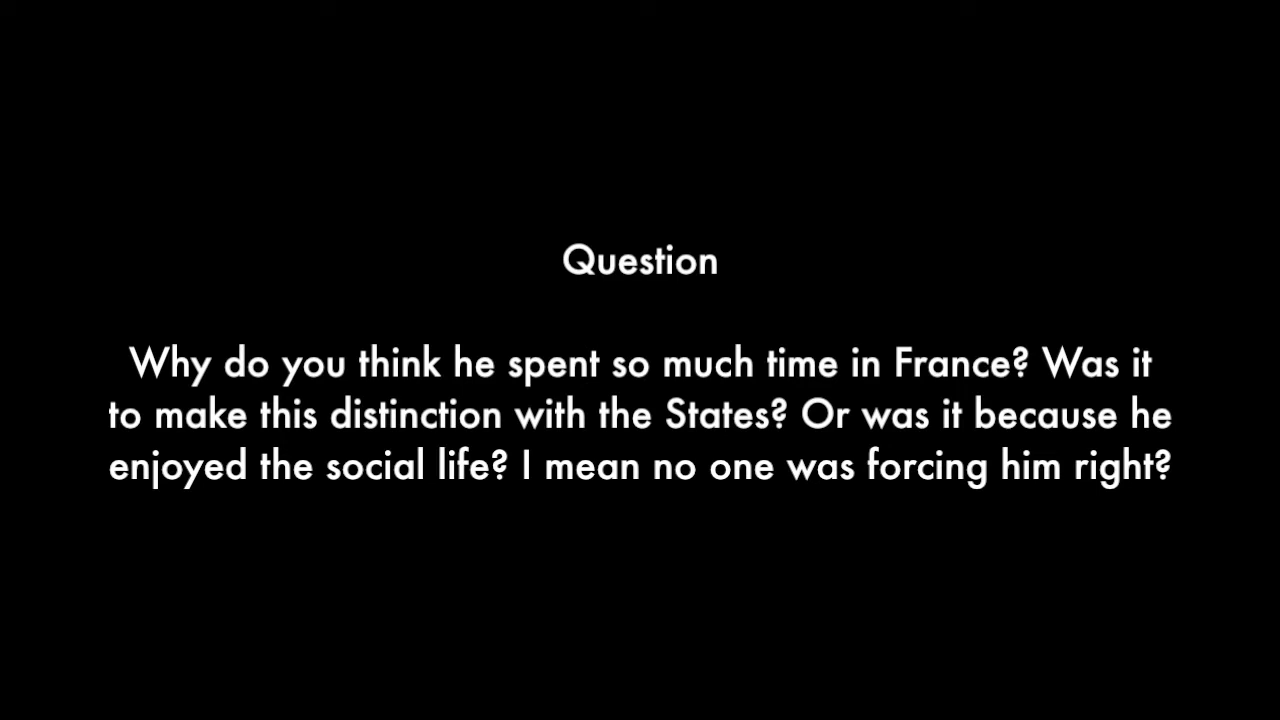 Question
Why do you think he spent so much time in France? Was it
to make this distinction with the States? Or was it because he
enjoyed the social life? I mean no one was forcing him right?